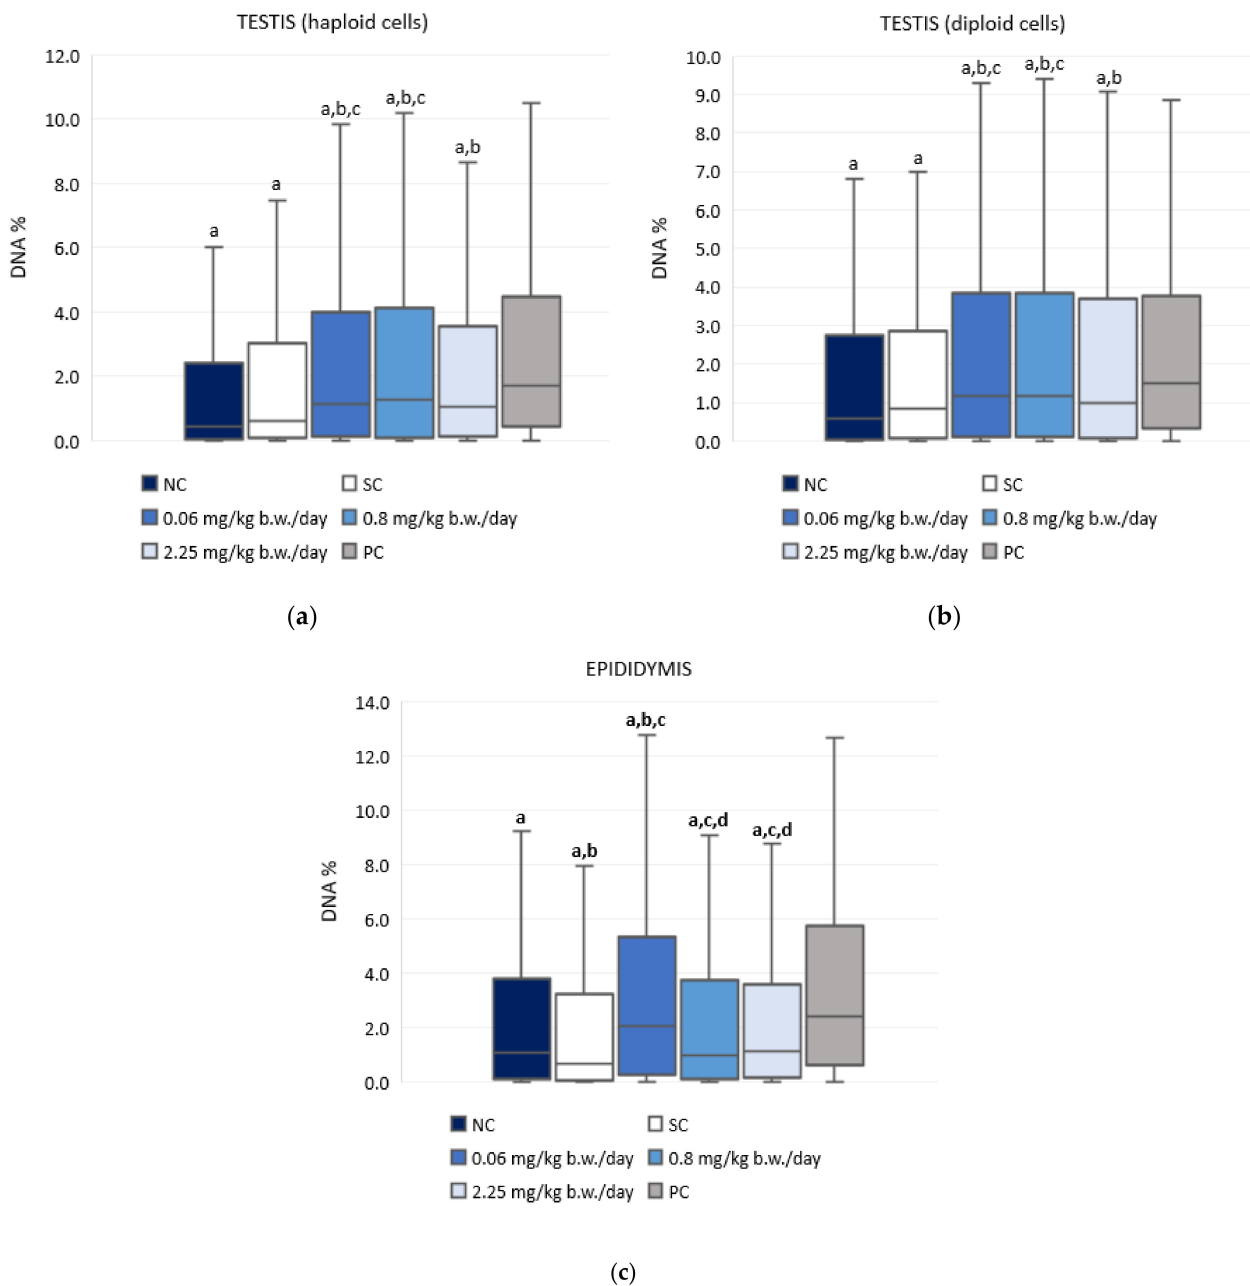 TESTIS (haploid cells)
12.0
10.0
8.0
6.0
4.0
2.0
0.0
DNA %
a
a
a,b,c
a,b,c
a,b
NC
SC
0.06 mg/kg b.w./day
0.8 mg/kg b.w./day
2.25 mg/kg b.w./day
PC
(a)
TESTIS (diploid cells)
10.0
9.0
8.0
7.0
6.0
5.0
4.0
3.0
2.0
1.0
0.0
DNA %
a
a
a,b,c
a,b,c
a,b
NC
SC
0.06 mg/kg b.w./day
0.8 mg/kg b.w./day
2.25 mg/kg b.w./day
PC
(b)
EPIDIDYMIS
14.0
12.0
10.0
8.0
6.0
4.0
2.0
0.0
DNA %
a
a,b
a,b,c
a,c,d
a,c,d
NC
SC
0.06 mg/kg b.w./day
0.8 mg/kg b.w./day
2.25 mg/kg b.w./day
PC
(c)